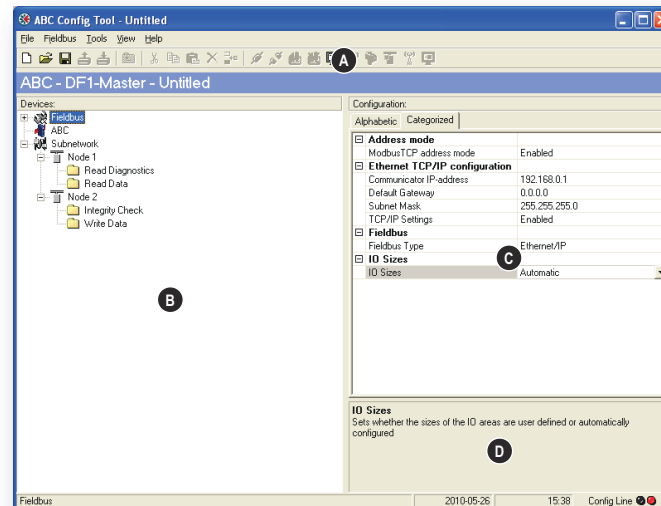 ABC Config Tool - Untitled
File Fieldbus Tools View Help
A
ABC - DF1-Master - Untitled
Devices:
Fieldbus
ABC
Subnetwork
Node 1
Read Diagnostics
Read Data
Node 2
Integrity Check
Write Data
B
Configuration:
Alphabetic Categorized
Address mode
ModbusTCP address mode Enabled
Ethernet TCP/IP configuration
Communicator IP-address 192.168.0.1
Default Gateway 0.0.0.0
Subnet Mask 255.255.255.0
TCP/IP Settings Enabled
Fieldbus
Fieldbus Type Ethernet/IP
IO Sizes
C
IO Sizes Automatic
IO Sizes
Sets whether the sizes of the IO areas are user defined or automatically
configured
D
Fieldbus 2010-05-26 15:38 Config Line